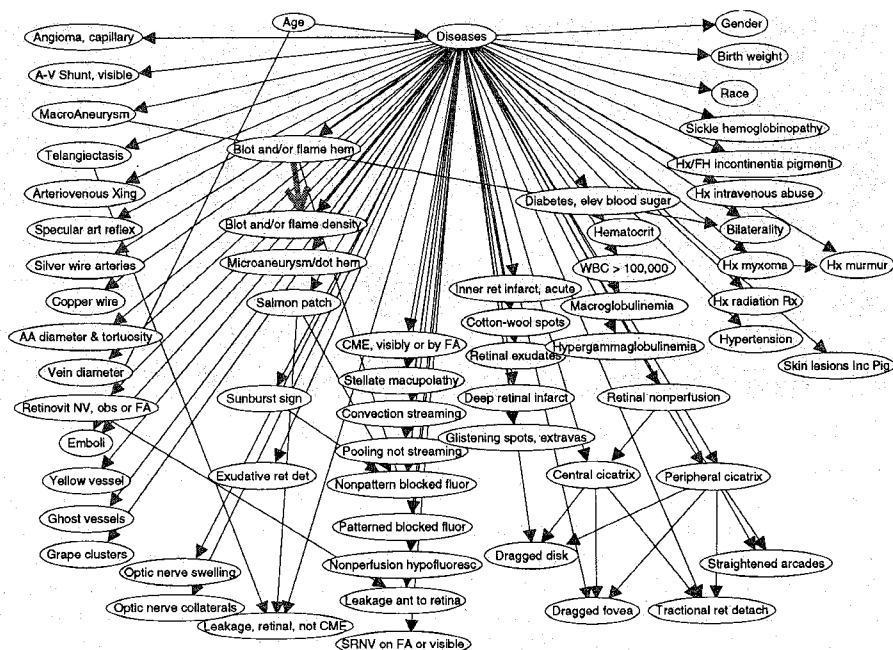 Age
Diseases
Gender
Angioma, capillary
Birth weight
A-V Shunt, visible
Race
MacroAneurysm
Sickle hemoglobinopathy
Telangiectasis
Blot and/or flame hem
Hx/FH incontinentia pigmenti
Arteriovenous Xing
Diabetes, elev blood sugar
Hx intravenous abuse
Specular art reflex
Blot and/or flame density
Hematocrit
Bilaterality
Silver wire arteries
Microaneurysm/dot hem
WBC > 100,000
Hx myxoma
Hx murmur
Copper wire
Salmon patch
Inner ret infarct, acute
Macroglobulinemia
Hx radiation Rx
AA diameter & tortuosity
Cotton-wool spots
CME, visibly or by FA
Retinal exudates
Hypergammaglobulinemia
Hypertension
Skin lesions Inc Pig
Vein diameter
Stellate macupolathy
Retinovit NV, obs or FA
Sunburst sign
Convection streaming
Deep retinal infarct
Retinal nonperfusion
Emboli
Pooling not streaming
Glistening spots, extravas
Yellow vessel
Exudative ret det
Nonpattern blocked fluor
Central cicatrix
Peripheral cicatrix
Ghost vessels
Patterned blocked fluor
Grape clusters
Optic nerve swelling
Nonperfusion hypofluoresc
Dragged disk
Straightened arcades
Optic nerve collaterals
Leakage ant to retina
Leakage, retinal, not CME
Dragged fovea
Tractional ret detach
SRNV on FA or visible